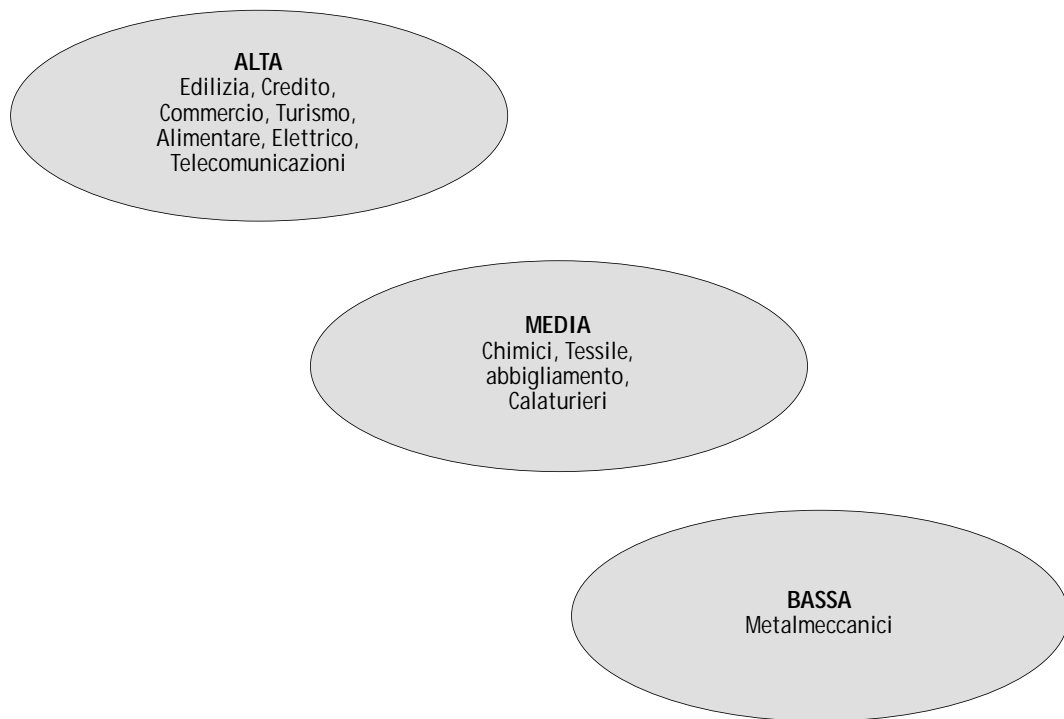 ALTA
Edilizia, Credito,
Commercio, Turismo,
Alimentare, Elettrico,
Telecomunicazioni
MEDIA
Chimici, Tessile,
abbigliamento,
Calaturieri
BASSA
Metalmeccanici